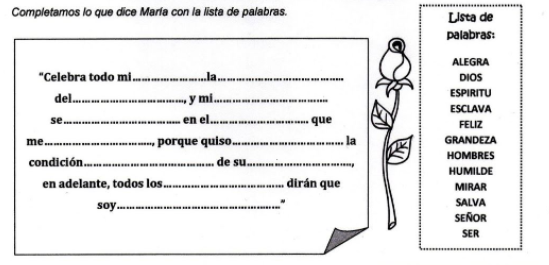 Completamos lo que dice María con la lista de palabras.
"Celebra todo mi........................la........................................
del..................................., y mi....................................
se.................................... en el............................... que
me..................................., porque quiso................................... la
condición......................................... de su..................................,
en adelante, todos los..................................... dirán que
soy..................................................."
Lista de
palabras:
ALEGRA
DIOS
ESPIRITU
ESCLAVA
FELIZ
GRANDEZA
HOMBRES
HUMILDE
MIRAR
SALVA
SEÑOR
SER